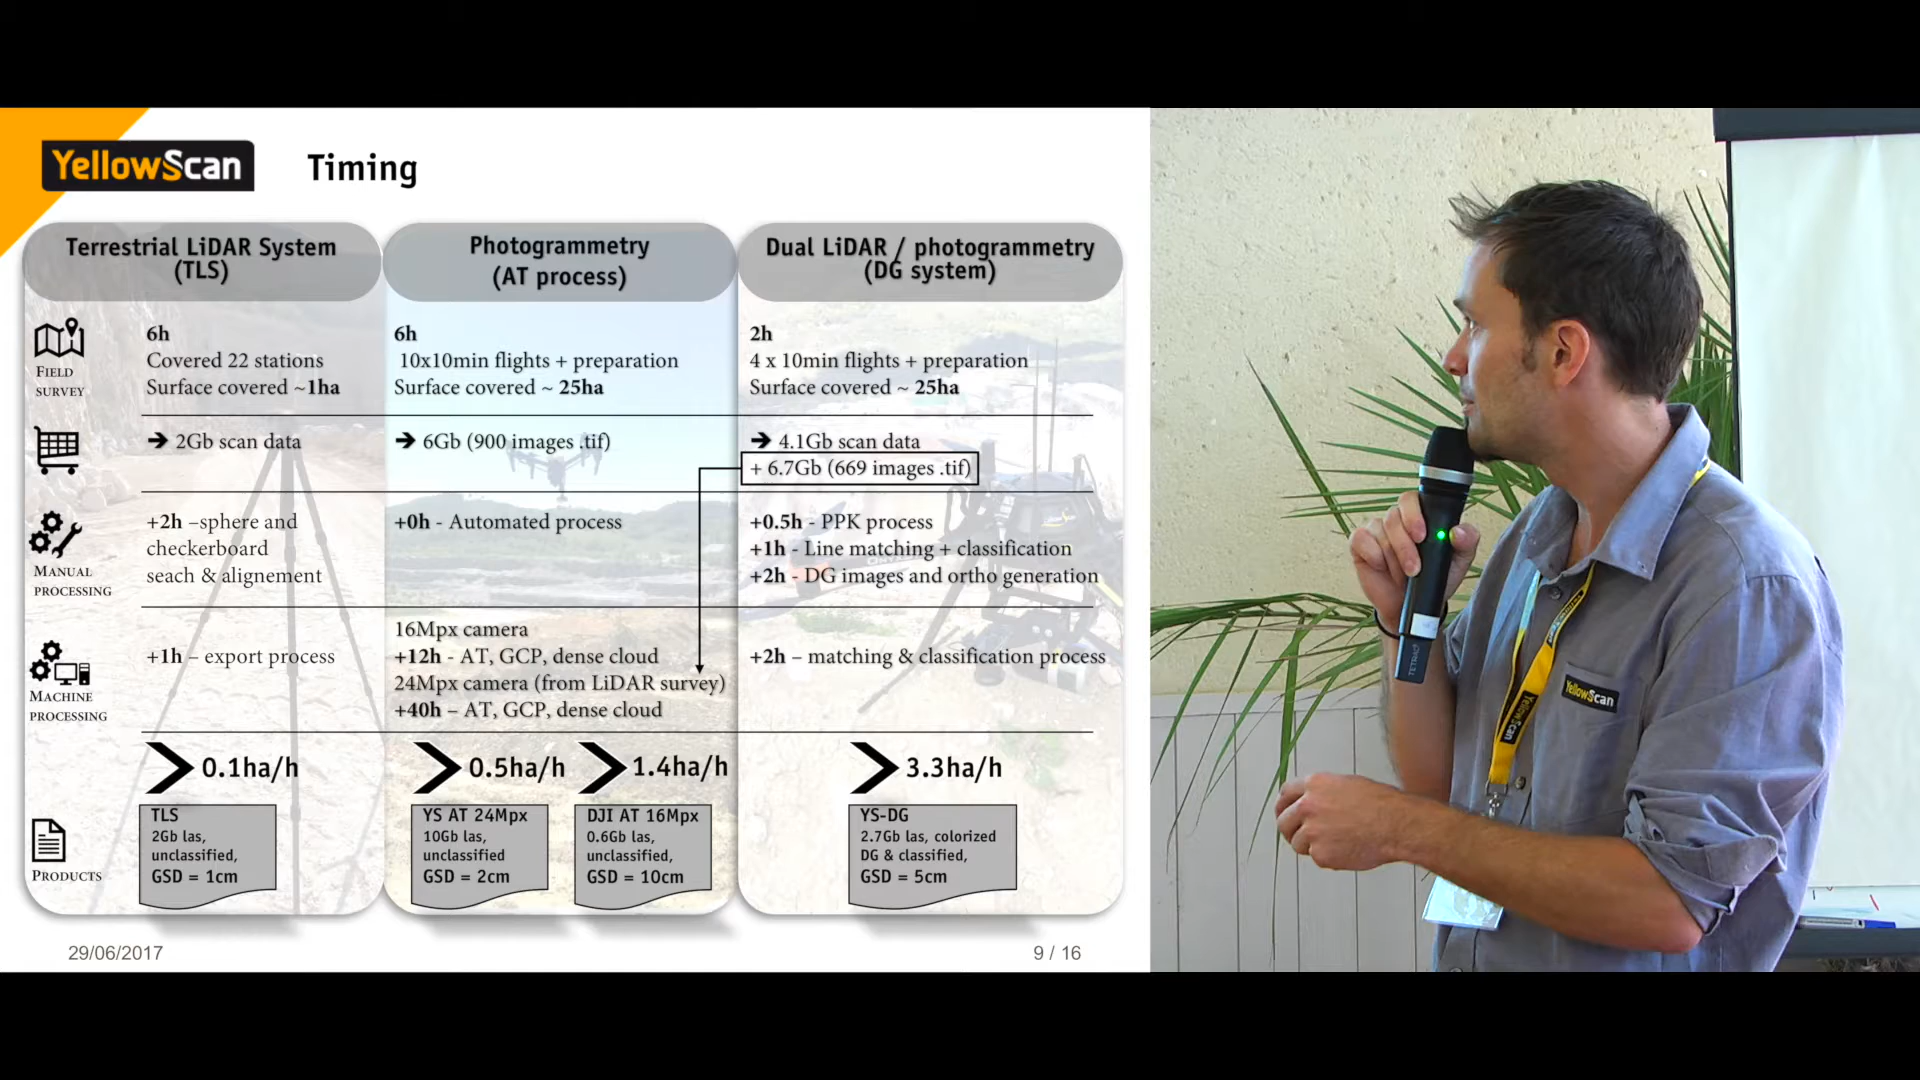 YellowScan
Timing
Terrestrial LiDAR System
(TLS)
Photogrammetry
(AT process)
Dual LiDAR / photogrammetry
(DG system)
FIELD
SURVEY
6h
Covered 22 stations
Surface covered ~1ha
6h
10x10min flights + preparation
Surface covered ~ 25ha
2h
4 x 10min flights + preparation
Surface covered ~ 25ha
➔ 2Gb scan data
➔ 6Gb (900 images .tif)
➔ 4.1Gb scan data
+ 6.7Gb (669 images .tif)
MANUAL
PROCESSING
+2h –sphere and
checkerboard
seach & alignement
+0h - Automated process
+0.5h - PPK process
+1h - Line matching + classification
+2h - DG images and ortho generation
MACHINE
PROCESSING
+1h – export process
16Mpx camera
+12h - AT, GCP, dense cloud
24Mpx camera (from LiDAR survey)
+40h – AT, GCP, dense cloud
+2h – matching & classification process
0.1ha/h
0.5ha/h
1.4ha/h
3.3ha/h
PRODUCTS
TLS
2Gb las,
unclassified,
GSD = 1cm
YS AT 24Mpx
10Gb las,
unclassified
GSD = 2cm
DJI AT 16Mpx
0.6Gb las,
unclassified,
GSD = 10cm
YS-DG
2.7Gb las, colorized
DG & classified,
GSD = 5cm
29/06/2017
9 / 16
YellowScan
YellowScan